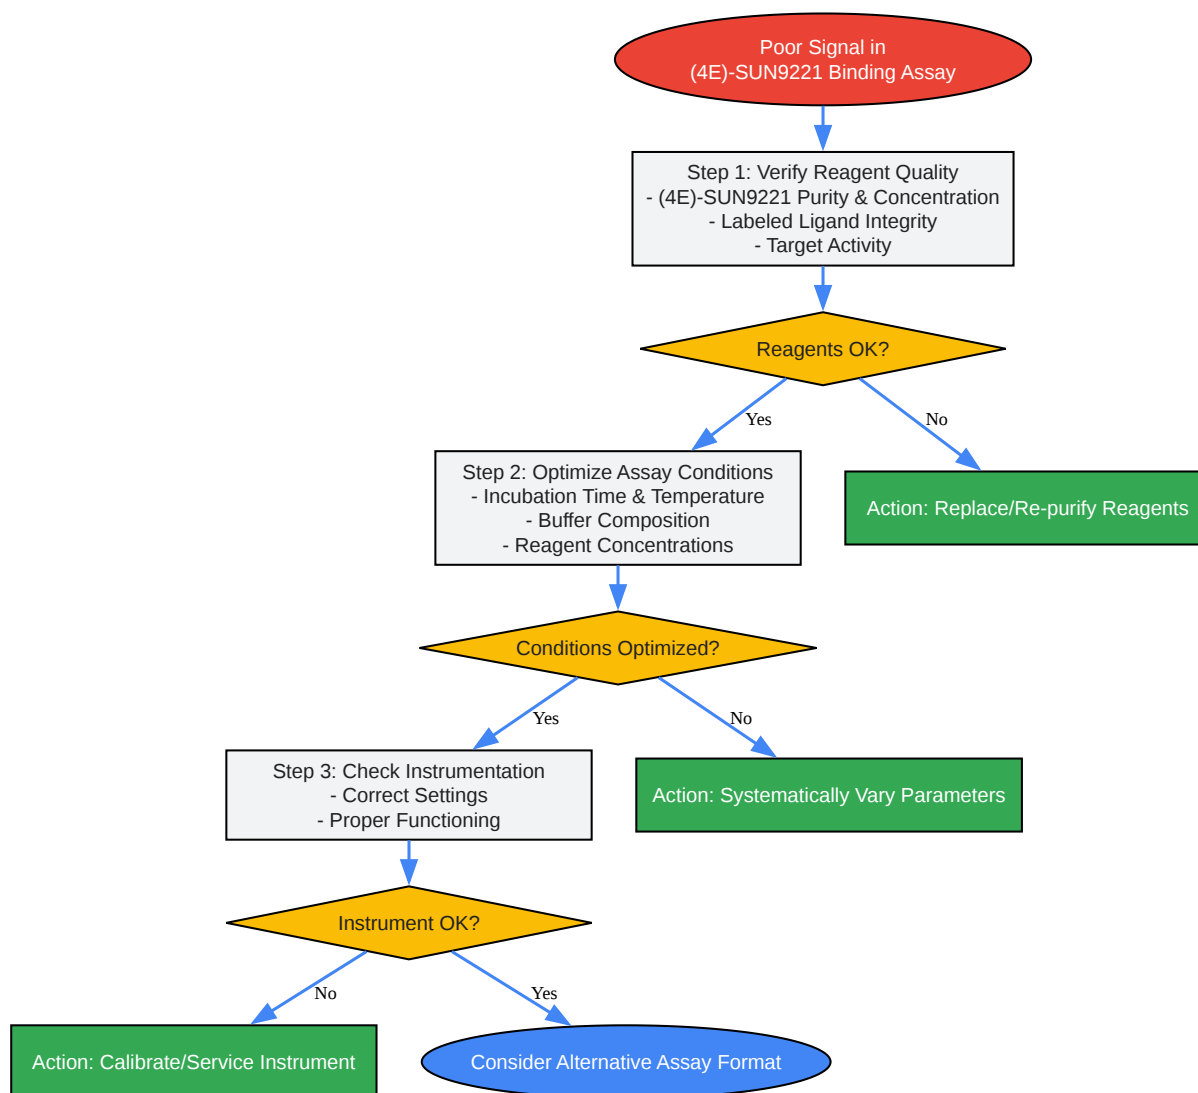 Poor Signal in
(4E)-SUN9221 Binding Assay
Step 1: Verify Reagent Quality
- (4E)-SUN9221 Purity & Concentration
- Labeled Ligand Integrity
- Target Activity
Reagents OK?
Yes
No
Step 2: Optimize Assay Conditions
- Incubation Time & Temperature
- Buffer Composition
- Reagent Concentrations
Action: Replace/Re-purify Reagents
Conditions Optimized?
Yes
No
Step 3: Check Instrumentation
- Correct Settings
- Proper Functioning
Action: Systematically Vary Parameters
Instrument OK?
No
Yes
Action: Calibrate/Service Instrument
Consider Alternative Assay Format